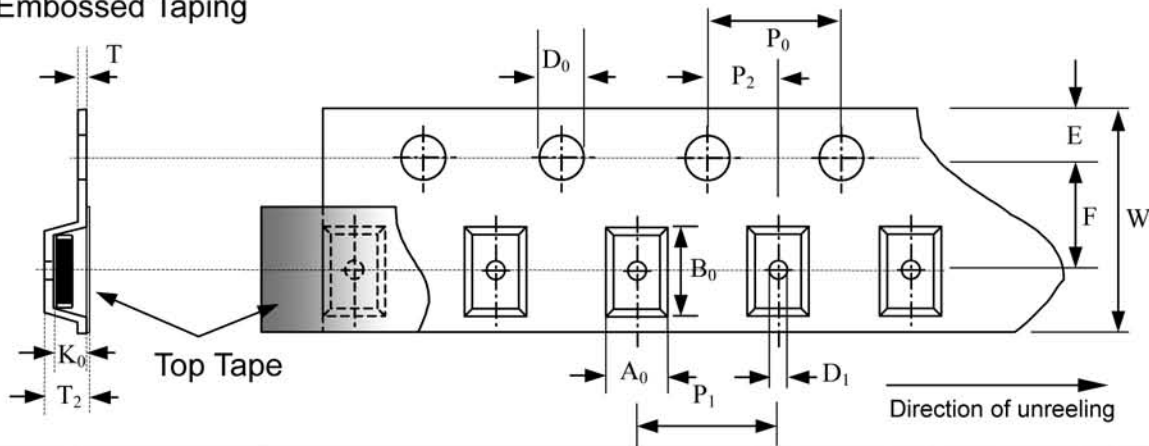 Embossed Taping
T
D₀
P₀
P₂
E
F
W
B₀
K₀
Top Tape
A₀
D₁
T₂
P₁
Direction of unreeling